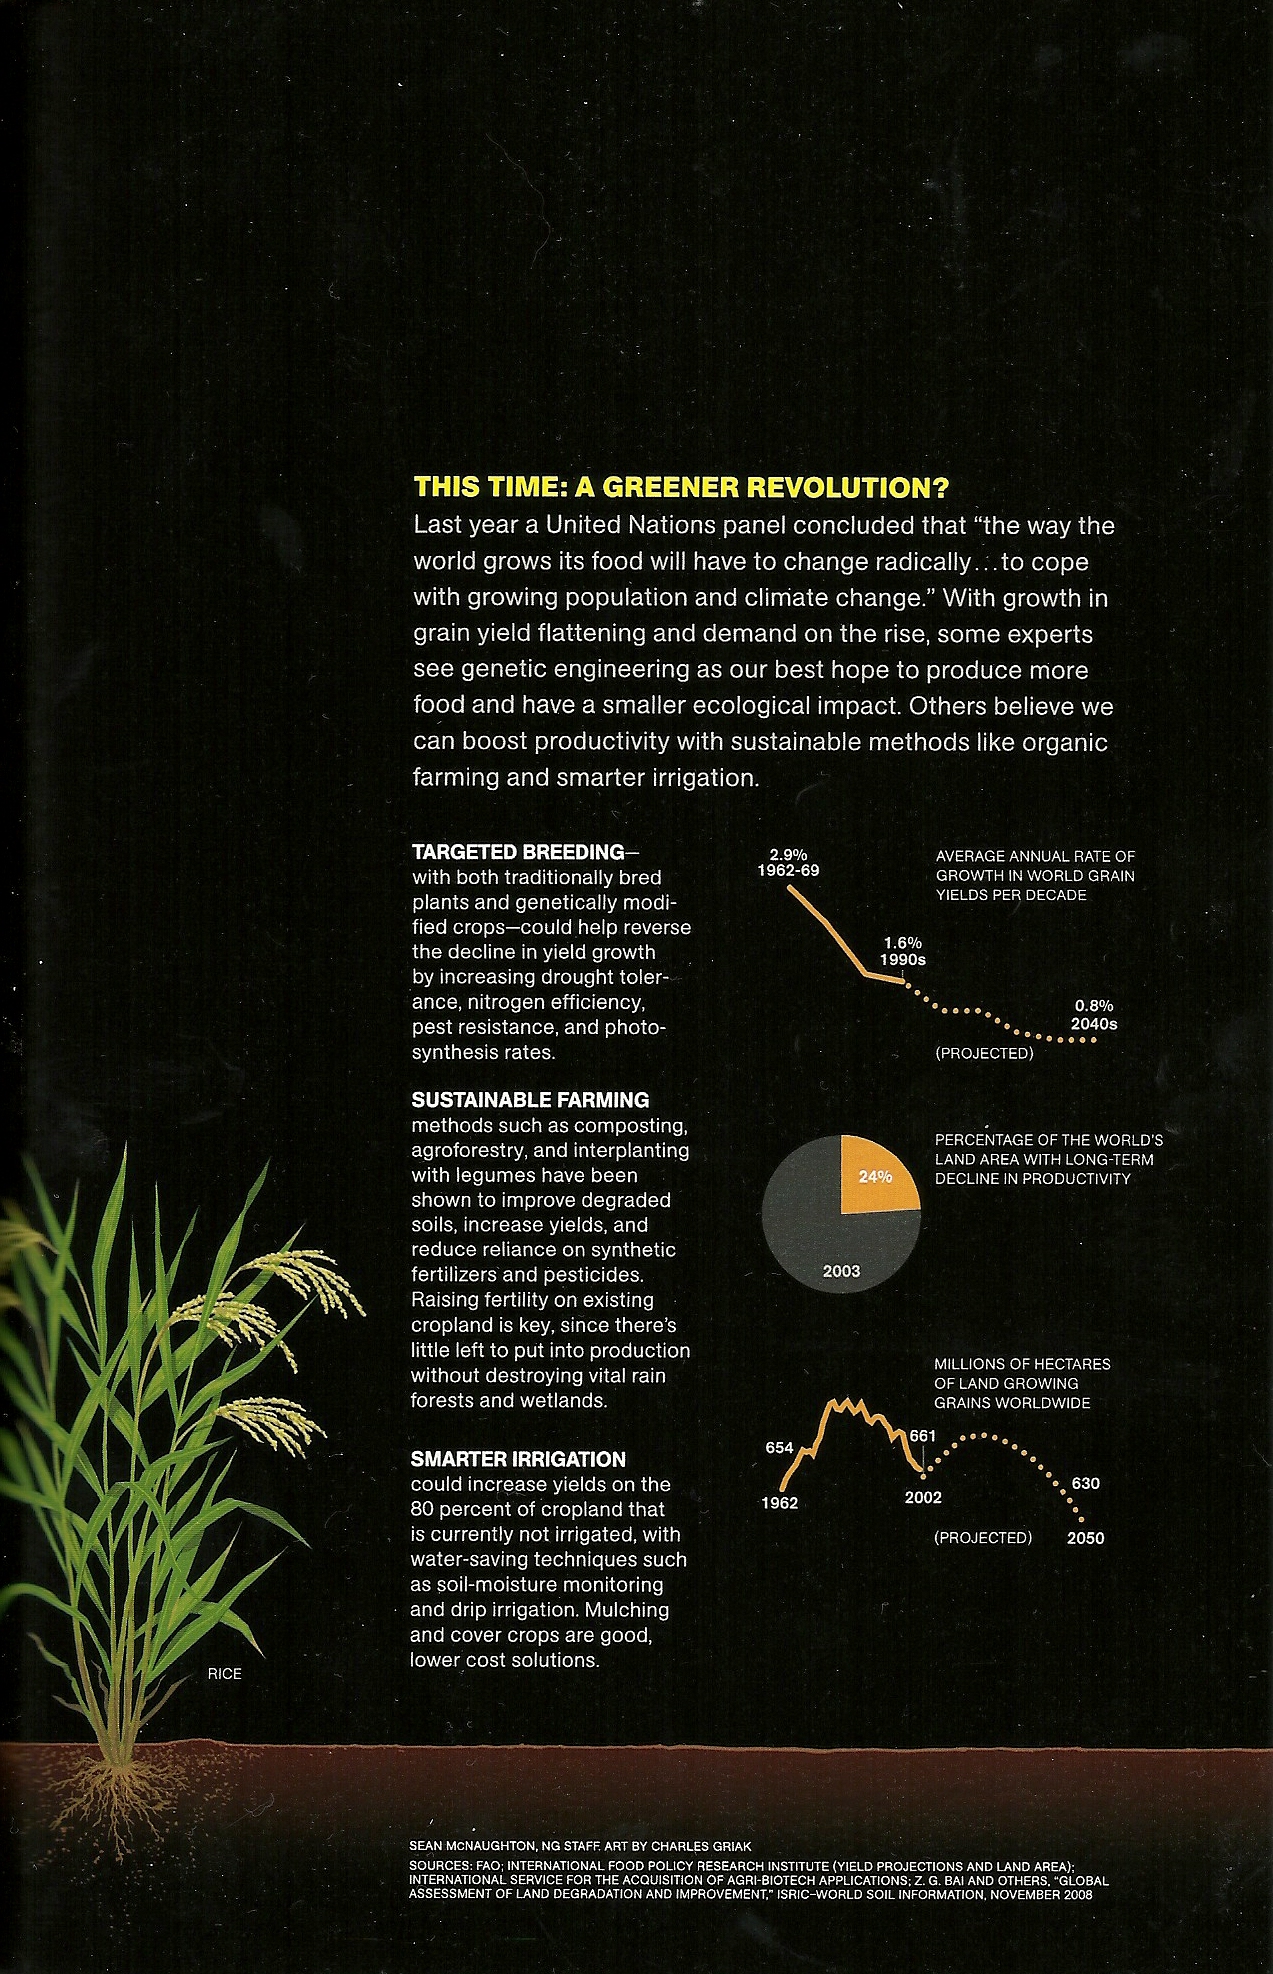 THIS TIME: A GREENER REVOLUTION?
Last year a United Nations panel concluded that “the way the
world grows its food will have to change radically...to cope
with growing population and climate change.” With growth in
grain yield flattening and demand on the rise, some experts
see genetic engineering as our best hope to produce more
food and have a smaller ecological impact. Others believe we
can boost productivity with sustainable methods like organic
farming and smarter irrigation.
TARGETED BREEDING—
with both traditionally bred
plants and genetically modi-
fied crops—could help reverse
the decline in yield growth
by increasing drought toler-
ance, nitrogen efficiency,
pest resistance, and photo-
synthesis rates.
2.9%
1962-69
AVERAGE ANNUAL RATE OF
GROWTH IN WORLD GRAIN
YIELDS PER DECADE
1.6%
1990s
0.8%
2040s
(PROJECTED)
SUSTAINABLE FARMING
methods such as composting,
agroforestry, and interplanting
with legumes have been
shown to improve degraded
soils, increase yields, and
reduce reliance on synthetic
fertilizers and pesticides.
Raising fertility on existing
cropland is key, since there’s
little left to put into production
without destroying vital rain
forests and wetlands.
PERCENTAGE OF THE WORLD’S
LAND AREA WITH LONG-TERM
DECLINE IN PRODUCTIVITY
24%
2003
SMARTER IRRIGATION
could increase yields on the
80 percent of cropland that
is currently not irrigated, with
water-saving techniques such
as soil-moisture monitoring
and drip irrigation. Mulching
and cover crops are good,
lower cost solutions.
MILLIONS OF HECTARES
OF LAND GROWING
GRAINS WORLDWIDE
654
1962
661
2002
630
2050
(PROJECTED)
RICE
SEAN MCNAUGHTON, NG STAFF. ART BY CHARLES GRIAK
SOURCES: FAO; INTERNATIONAL FOOD POLICY RESEARCH INSTITUTE (YIELD PROJECTIONS AND LAND AREA);
INTERNATIONAL SERVICE FOR THE ACQUISITION OF AGRI-BIOTECH APPLICATIONS; Z. G. BAI AND OTHERS, “GLOBAL
ASSESSMENT OF LAND DEGRADATION AND IMPROVEMENT,” ISRIC–WORLD SOIL INFORMATION, NOVEMBER 2008